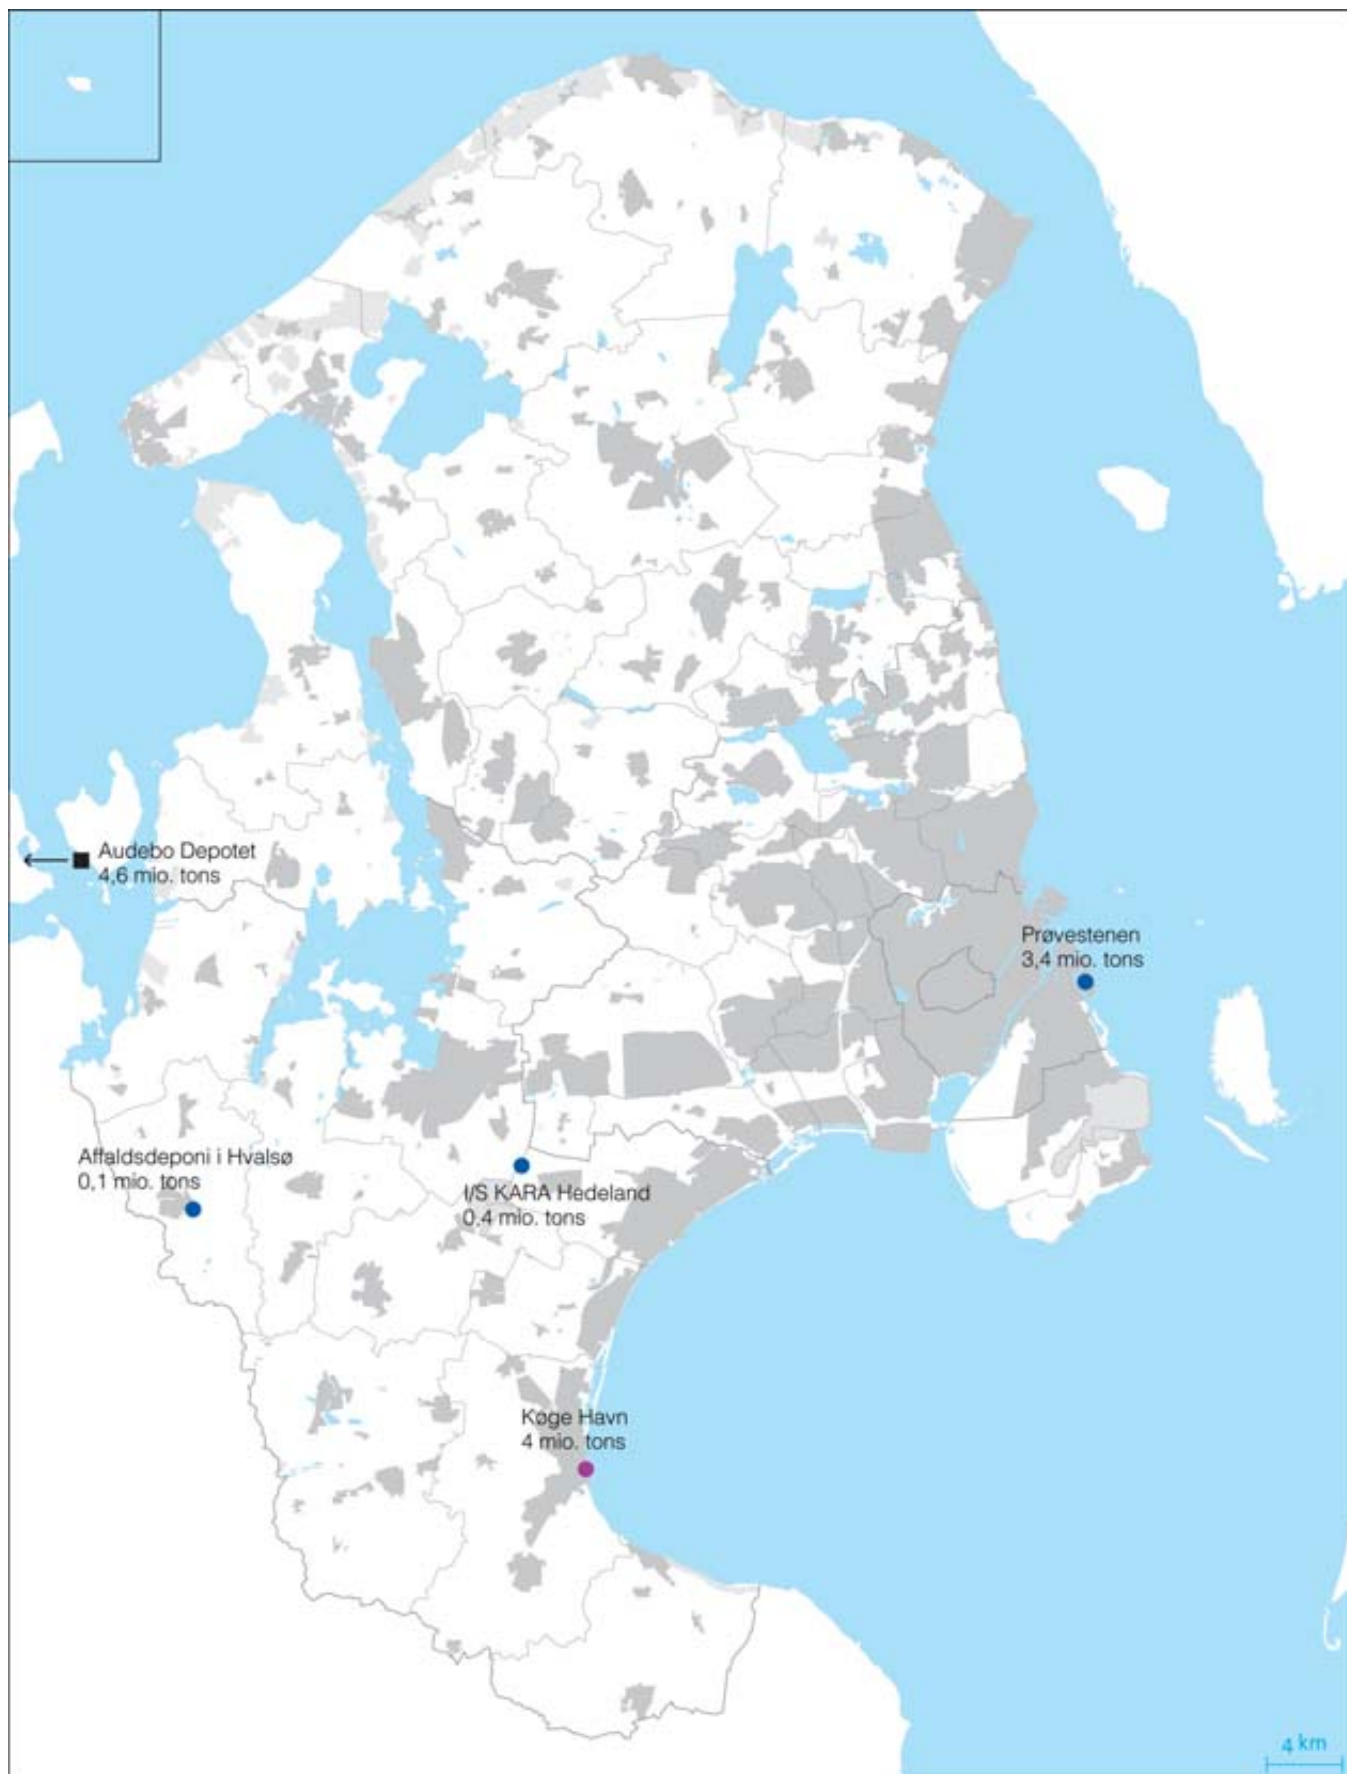 Audebo Depotet
4,6 mio. tons
Prøvestenen
3,4 mio. tons
Affaldsdeponi i Hvalsø
0,1 mio. tons
I/S KARA Hedeland
0,4 mio. tons
Køge Havn
4 mio. tons
4 km